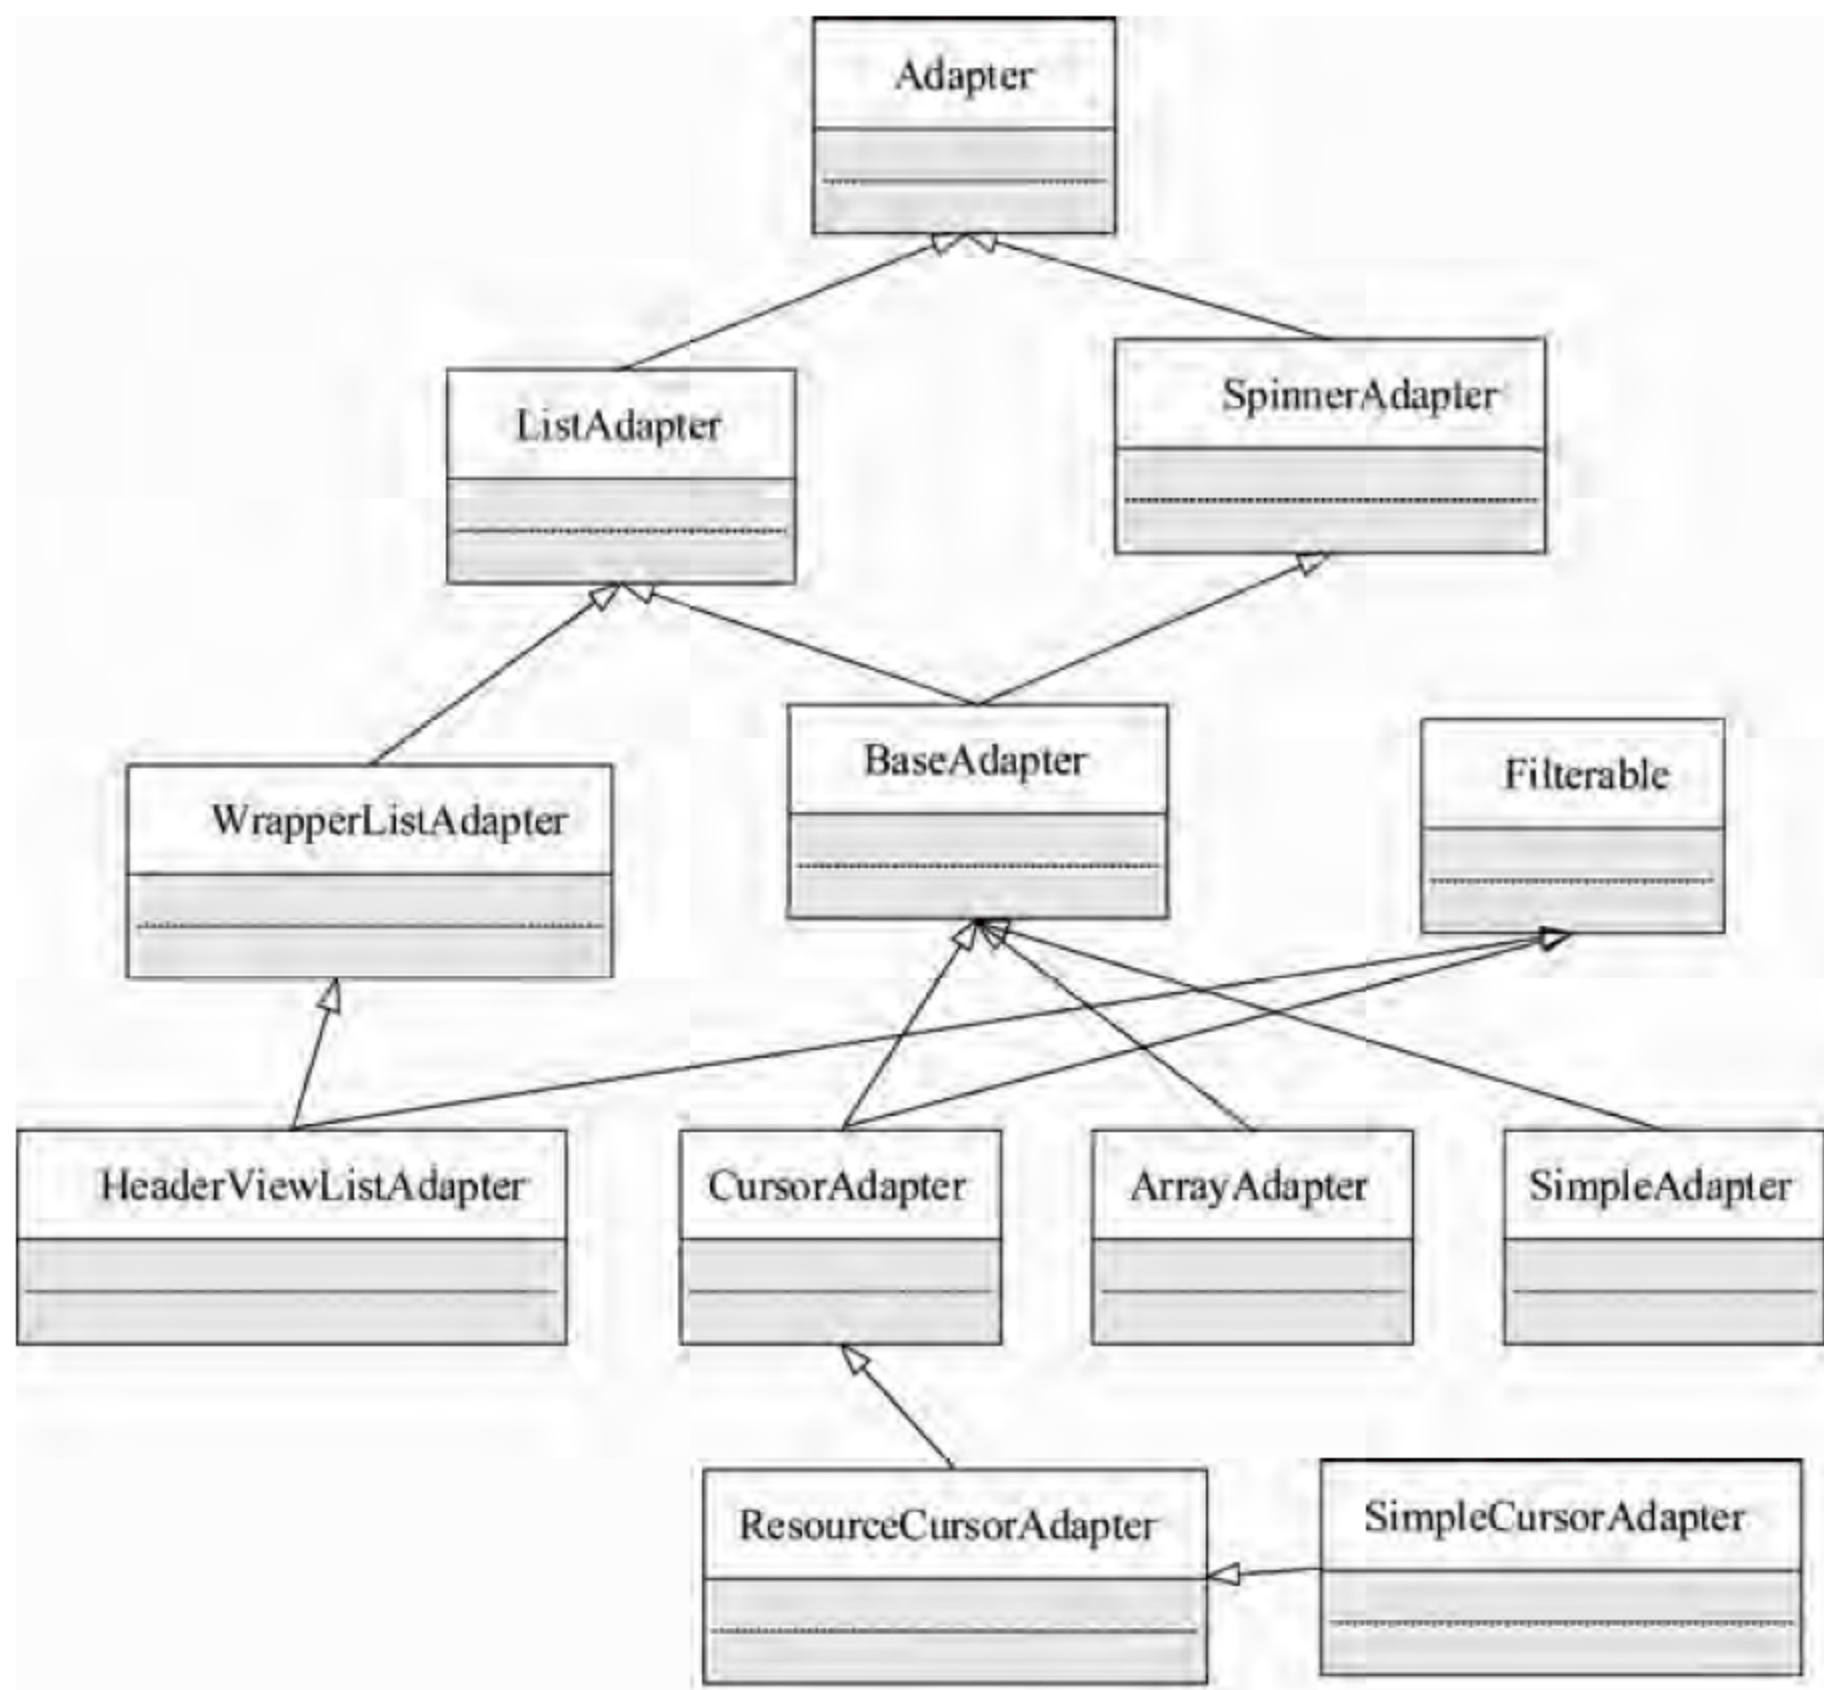 Adapter
ListAdapter
SpinnerAdapter
WrapperListAdapter
BaseAdapter
Filterable
HeaderViewListAdapter
CursorAdapter
ArrayAdapter
SimpleAdapter
ResourceCursorAdapter
SimpleCursorAdapter